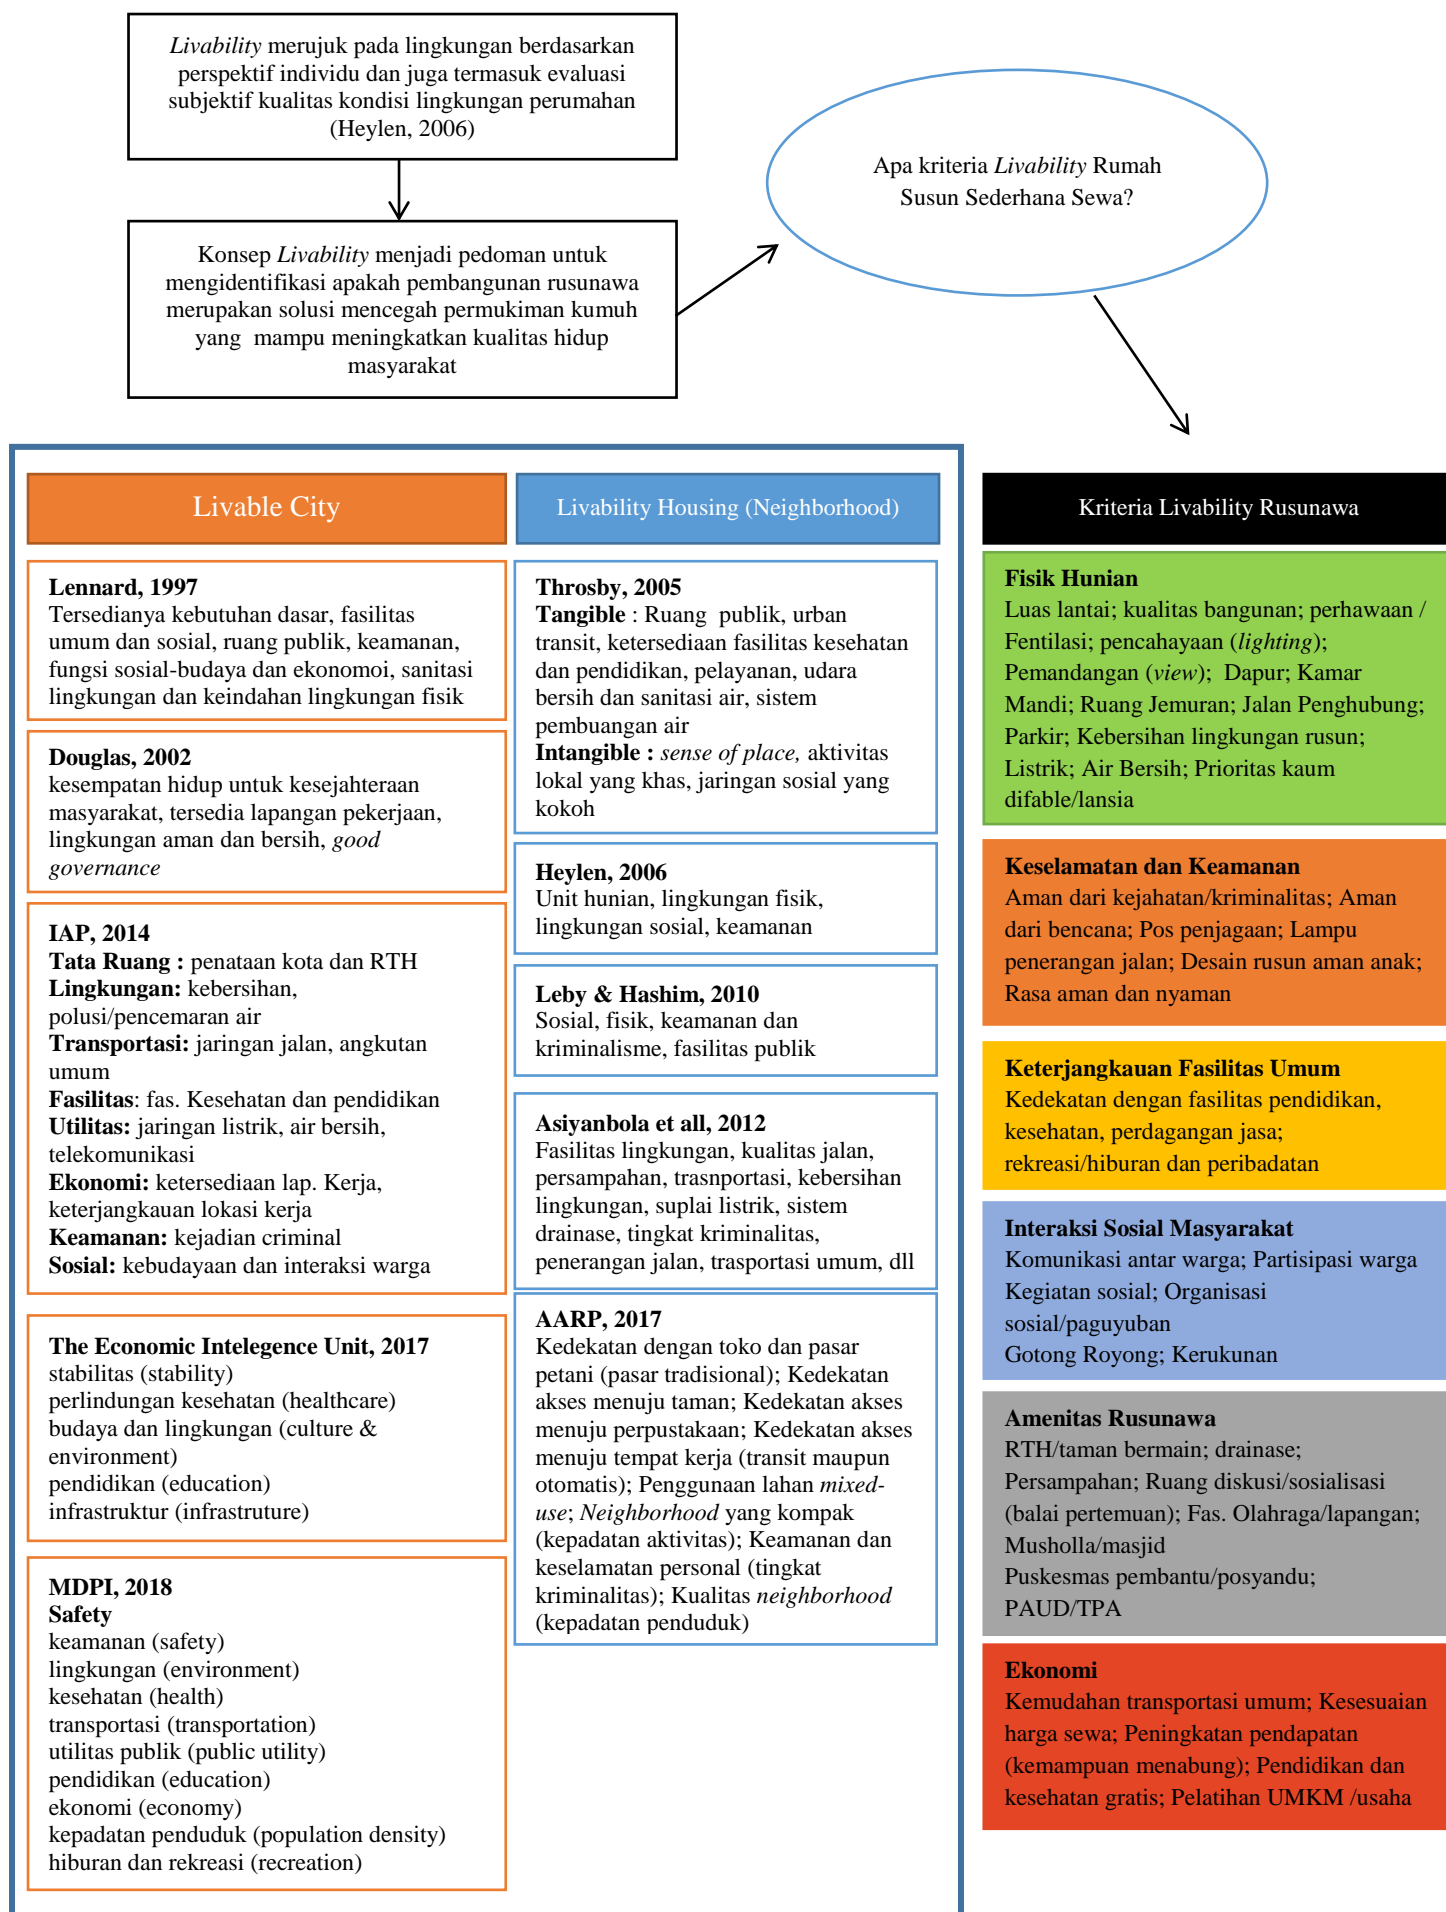 Livability merujuk pada lingkungan berdasarkan
perspektif individu dan juga termasuk evaluasi
subjektif kualitas kondisi lingkungan perumahan
(Heylen, 2006)
Apa kriteria Livability Rumah
Susun Sederhana Sewa?
Konsep Livability menjadi pedoman untuk
mengidentifikasi apakah pembangunan rusunawa
merupakan solusi mencegah permukiman kumuh
yang mampu meningkatkan kualitas hidup
masyarakat
Livable City
Lennard, 1997
Tersedianya kebutuhan dasar, fasilitas
umum dan sosial, ruang publik, keamanan,
fungsi sosial-budaya dan ekonomoi, sanitasi
lingkungan dan keindahan lingkungan fisik
Douglas, 2002
kesempatan hidup untuk kesejahteraan
masyarakat, tersedia lapangan pekerjaan,
lingkungan aman dan bersih, good
governance
IAP, 2014
Tata Ruang : penataan kota dan RTH
Lingkungan: kebersihan,
polusi/pencemaran air
Transportasi: jaringan jalan, angkutan
umum
Fasilitas: fas. Kesehatan dan pendidikan
Utilitas: jaringan listrik, air bersih,
telekomunikasi
Ekonomi: ketersediaan lap. Kerja,
keterjangkauan lokasi kerja
Keamanan: kejadian criminal
Sosial: kebudayaan dan interaksi warga
The Economic Intelegence Unit, 2017
stabilitas (stability)
perlindungan kesehatan (healthcare)
budaya dan lingkungan (culture &
environment)
pendidikan (education)
infrastruktur (infrastruture)
MDPI, 2018
Safety
keamanan (safety)
lingkungan (environment)
kesehatan (health)
transportasi (transportation)
utilitas publik (public utility)
pendidikan (education)
ekonomi (economy)
kepadatan penduduk (population density)
hiburan dan rekreasi (recreation)
Livability Housing (Neighborhood)
Throsby, 2005
Tangible : Ruang publik, urban
transit, ketersediaan fasilitas kesehatan
dan pendidikan, pelayanan, udara
bersih dan sanitasi air, sistem
pembuangan air
Intangible : sense of place, aktivitas
lokal yang khas, jaringan sosial yang
kokoh
Heylen, 2006
Unit hunian, lingkungan fisik,
lingkungan sosial, keamanan
Leby & Hashim, 2010
Sosial, fisik, keamanan dan
kriminalisme, fasilitas publik
Asiyanbola et all, 2012
Fasilitas lingkungan, kualitas jalan,
persampahan, trasnportasi, kebersihan
lingkungan, suplai listrik, sistem
drainase, tingkat kriminalitas,
penerangan jalan, trasportasi umum, dll
AARP, 2017
Kedekatan dengan toko dan pasar
petani (pasar tradisional); Kedekatan
akses menuju taman; Kedekatan akses
menuju perpustakaan; Kedekatan akses
menuju tempat kerja (transit maupun
otomatis); Penggunaan lahan mixed-
use; Neighborhood yang kompak
(kepadatan aktivitas); Keamanan dan
keselamatan personal (tingkat
kriminalitas); Kualitas neighborhood
(kepadatan penduduk)
Kriteria Livability Rusunawa
Fisik Hunian
Luas lantai; kualitas bangunan; perhawaan /
Fentilasi; pencahayaan (lighting);
Pemandangan (view); Dapur; Kamar
Mandi; Ruang Jemuran; Jalan Penghubung;
Parkir; Kebersihan lingkungan rusun;
Listrik; Air Bersih; Prioritas kaum
difable/lansia
Keselamatan dan Keamanan
Aman dari kejahatan/kriminalitas; Aman
dari bencana; Pos penjagaan; Lampu
penerangan jalan; Desain rusun aman anak;
Rasa aman dan nyaman
Keterjangkauan Fasilitas Umum
Kedekatan dengan fasilitas pendidikan,
kesehatan, perdagangan jasa;
rekreasi/hiburan dan peribadatan
Interaksi Sosial Masyarakat
Komunikasi antar warga; Partisipasi warga
Kegiatan sosial; Organisasi
sosial/paguyuban
Gotong Royong; Kerukunan
Amenitas Rusunawa
RTH/taman bermain; drainase;
Persampahan; Ruang diskusi/sosialisasi
(balai pertemuan); Fas. Olahraga/lapangan;
Musholla/masjid
Puskesmas pembantu/posyandu;
PAUD/TPA
Ekonomi
Kemudahan transportasi umum; Kesesuaian
harga sewa; Peningkatan pendapatan
(kemampuan menabung); Pendidikan dan
kesehatan gratis; Pelatihan UMKM /usaha